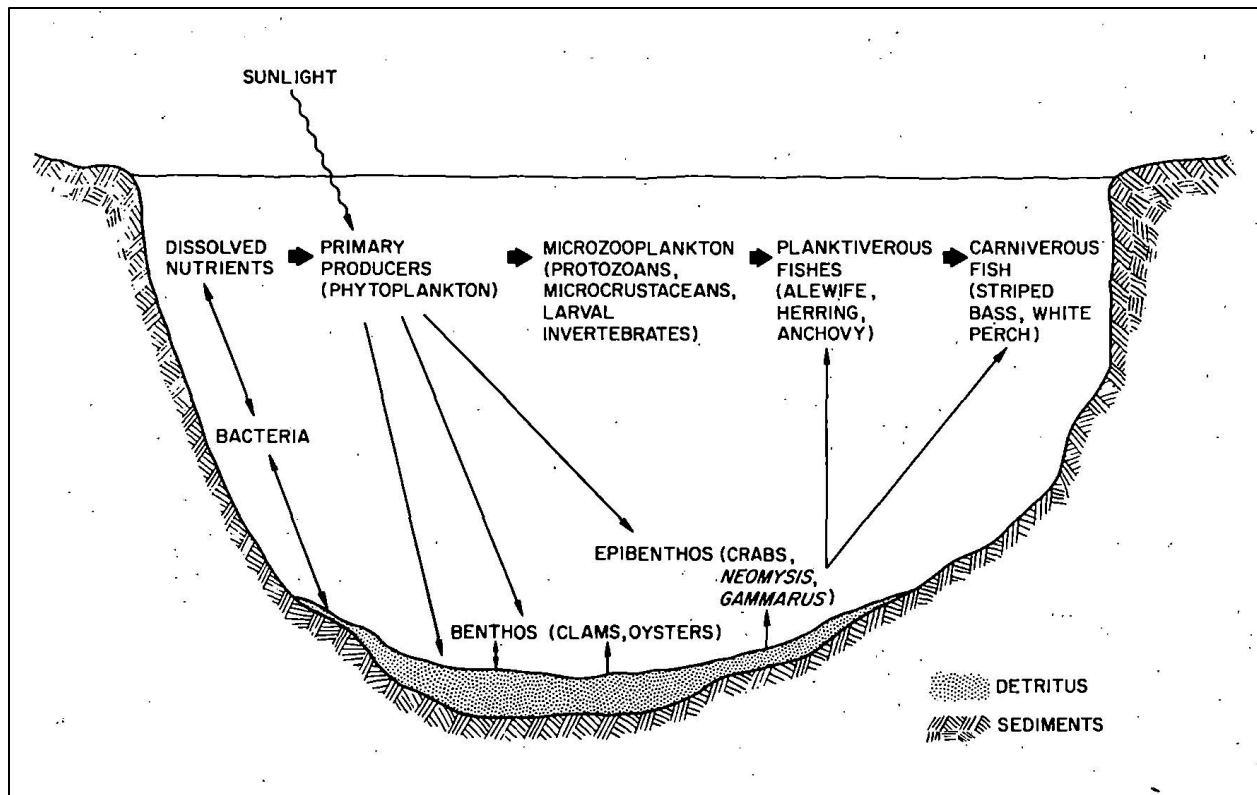 SUNLIGHT
DISSOLVED
NUTRIENTS
PRIMARY
PRODUCERS
(PHYTOPLANKTON)
MICROZOOPLANKTON
(PROTOZOANS,
MICROCRUSTACEANS,
LARVAL
INVERTEBRATES)
PLANKTIVEROUS
FISHES
(ALEWIFE,
HERRING,
ANCHOVY)
CARNIVEROUS
FISH
(STRIPED
BASS, WHITE
PERCH)
BACTERIA
EPIBENTHOS (CRABS,
NEOMYSIS,
GAMMARUS)
BENTHOS (CLAMS,OYSTERS)
DETRITUS
SEDIMENTS